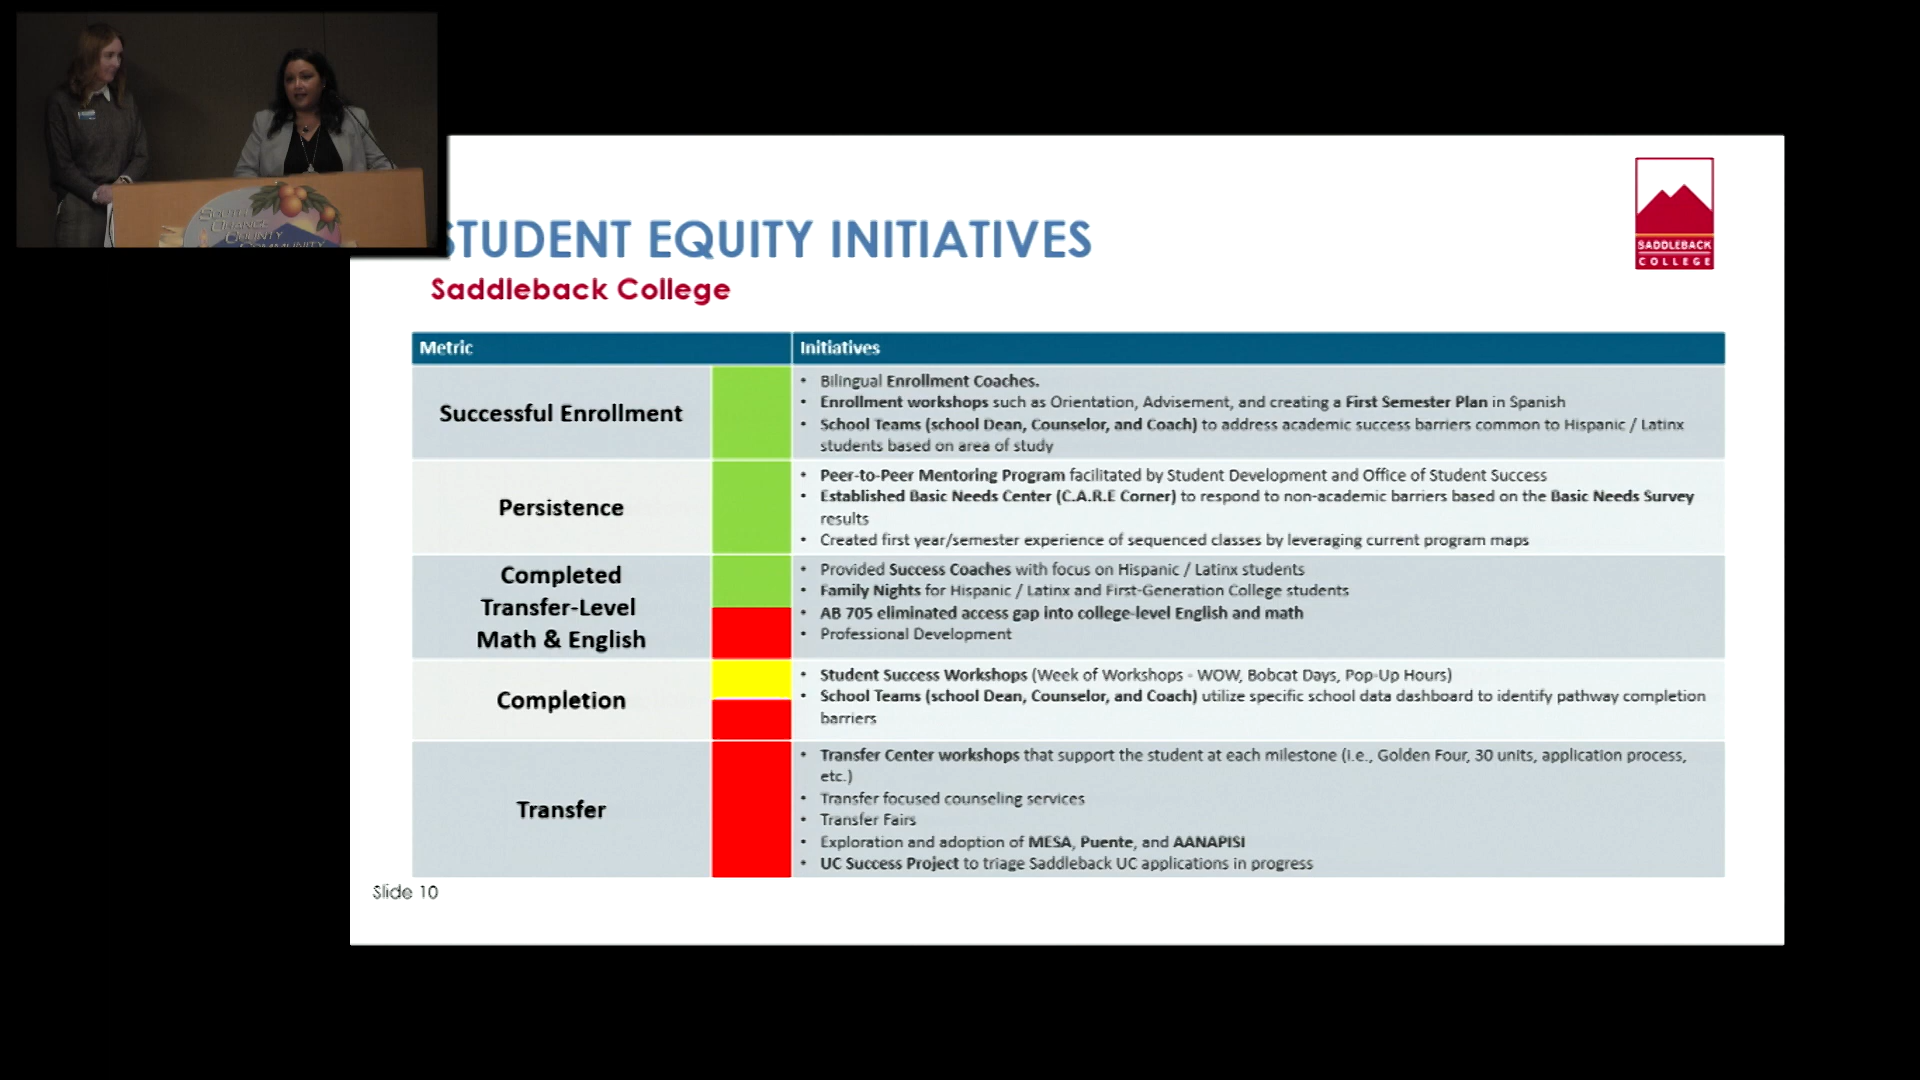 SOUTH
ORANGE
COUNTY
COMMUNITY
STUDENT EQUITY INITIATIVES
Saddleback College
SADDLEBACK
COLLEGE
Metric
Initiatives
Successful Enrollment
• Bilingual Enrollment Coaches.
• Enrollment workshops such as Orientation, Advisement, and creating a First Semester Plan in Spanish
• School Teams (school Dean, Counselor, and Coach) to address academic success barriers common to Hispanic / Latinx
students based on area of study
Persistence
• Peer-to-Peer Mentoring Program facilitated by Student Development and Office of Student Success
• Established Basic Needs Center (C.A.R.E Corner) to respond to non-academic barriers based on the Basic Needs Survey
results
• Created first year/semester experience of sequenced classes by leveraging current program maps
Completed
Transfer-Level
Math & English
• Provided Success Coaches with focus on Hispanic / Latinx students
• Family Nights for Hispanic / Latinx and First-Generation College students
• AB 705 eliminated access gap into college-level English and math
• Professional Development
Completion
• Student Success Workshops (Week of Workshops - WOW, Bobcat Days, Pop-Up Hours)
• School Teams (school Dean, Counselor, and Coach) utilize specific school data dashboard to identify pathway completion
barriers
Transfer
• Transfer Center workshops that support the student at each milestone (i.e., Golden Four, 30 units, application process,
etc.)
• Transfer focused counseling services
• Transfer Fairs
• Exploration and adoption of MESA, Puente, and AANAPISI
• UC Success Project to triage Saddleback UC applications in progress
Slide 10